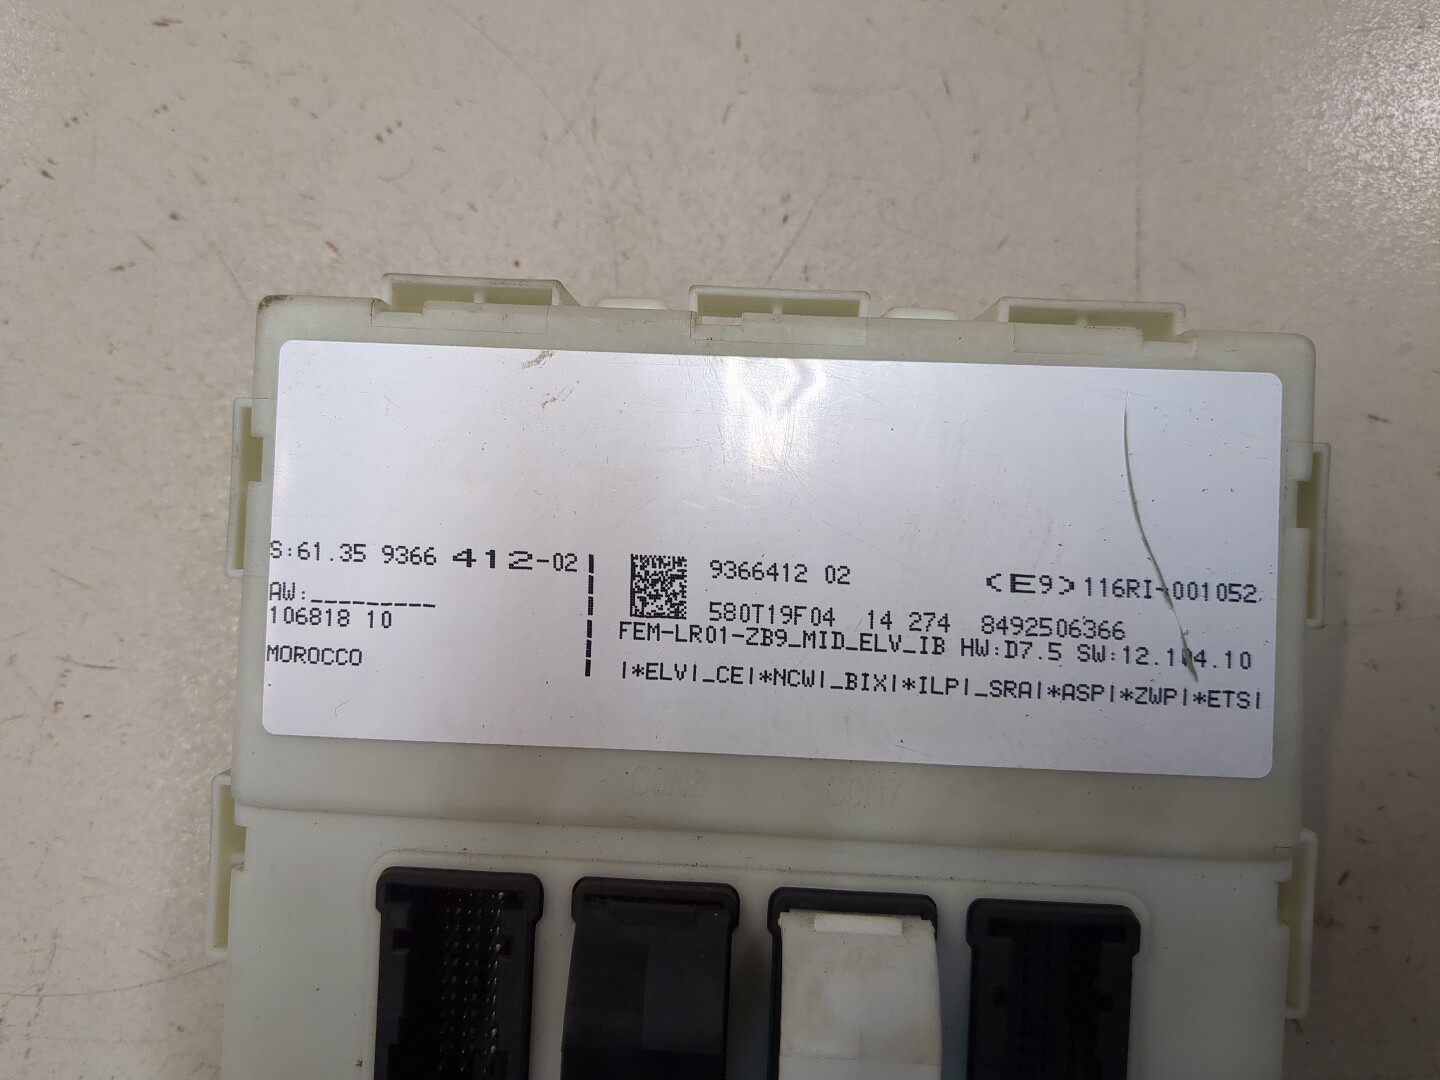 S:61.35 9366 412-02
AW:_________
106818 10
MOROCCO
9366412 02
<E9> 116RI-001052
580T19F04 14 274 8492506366
FEM-LR01-ZB9_MID_ELV_IB HW:D7.5 SW:12.104.10
|*ELV|_CE|*NCW|_BIX|*ILP|_SRA|*ASP|*ZWP|*ETS|